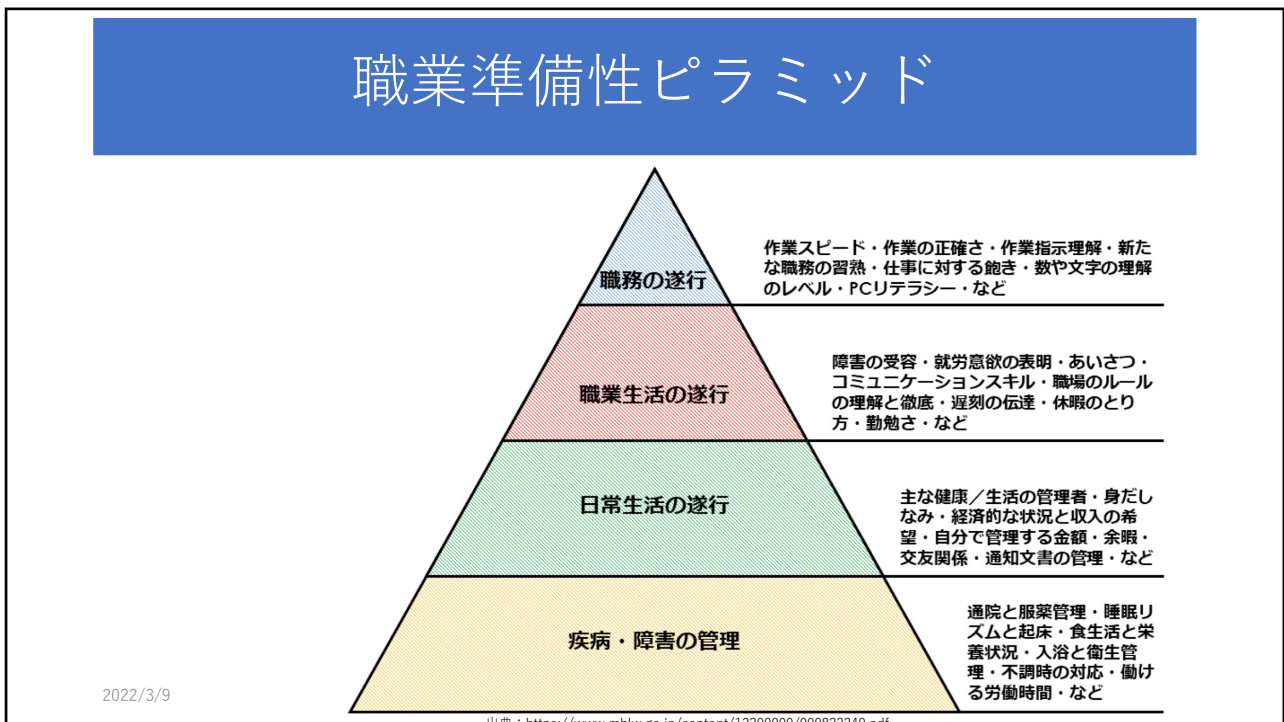 職業準備性ピラミッド
職務の遂行
作業スピード・作業の正確さ・作業指示理解・新た
な職務の習熟・仕事に対する飽き・数や文字の理解
のレベル・PCリテラシー・など
職業生活の遂行
障害の受容・就労意欲の表明・あいさつ・
コミュニケーションスキル・職場のルール
の理解と徹底・遅刻の伝達・休暇のとり
方・勤勉さ・など
日常生活の遂行
主な健康／生活の管理者・身だし
なみ・経済的な状況と収入の希
望・自分で管理する金額・余暇・
交友関係・通知文書の管理・など
疾病・障害の管理
通院と服薬管理・睡眠リ
ズムと起床・食生活と栄
養状況・入浴と衛生管
理・不調時の対応・働け
る労働時間・など
2022/3/9